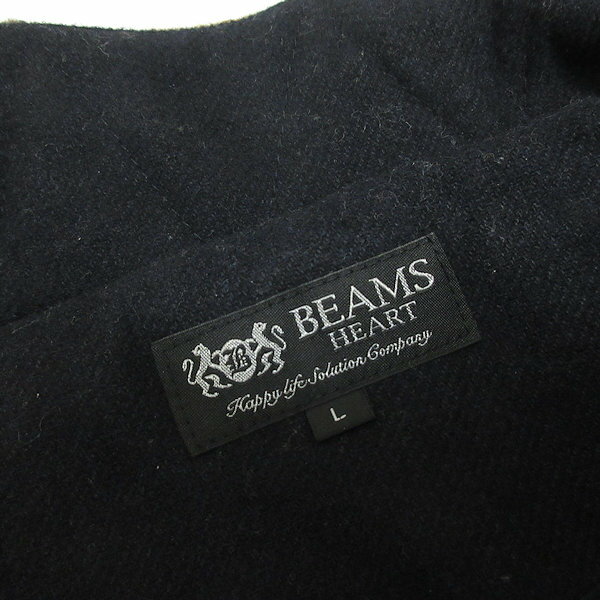 BEAMS
HEART
B
Happy life Solution Company
L